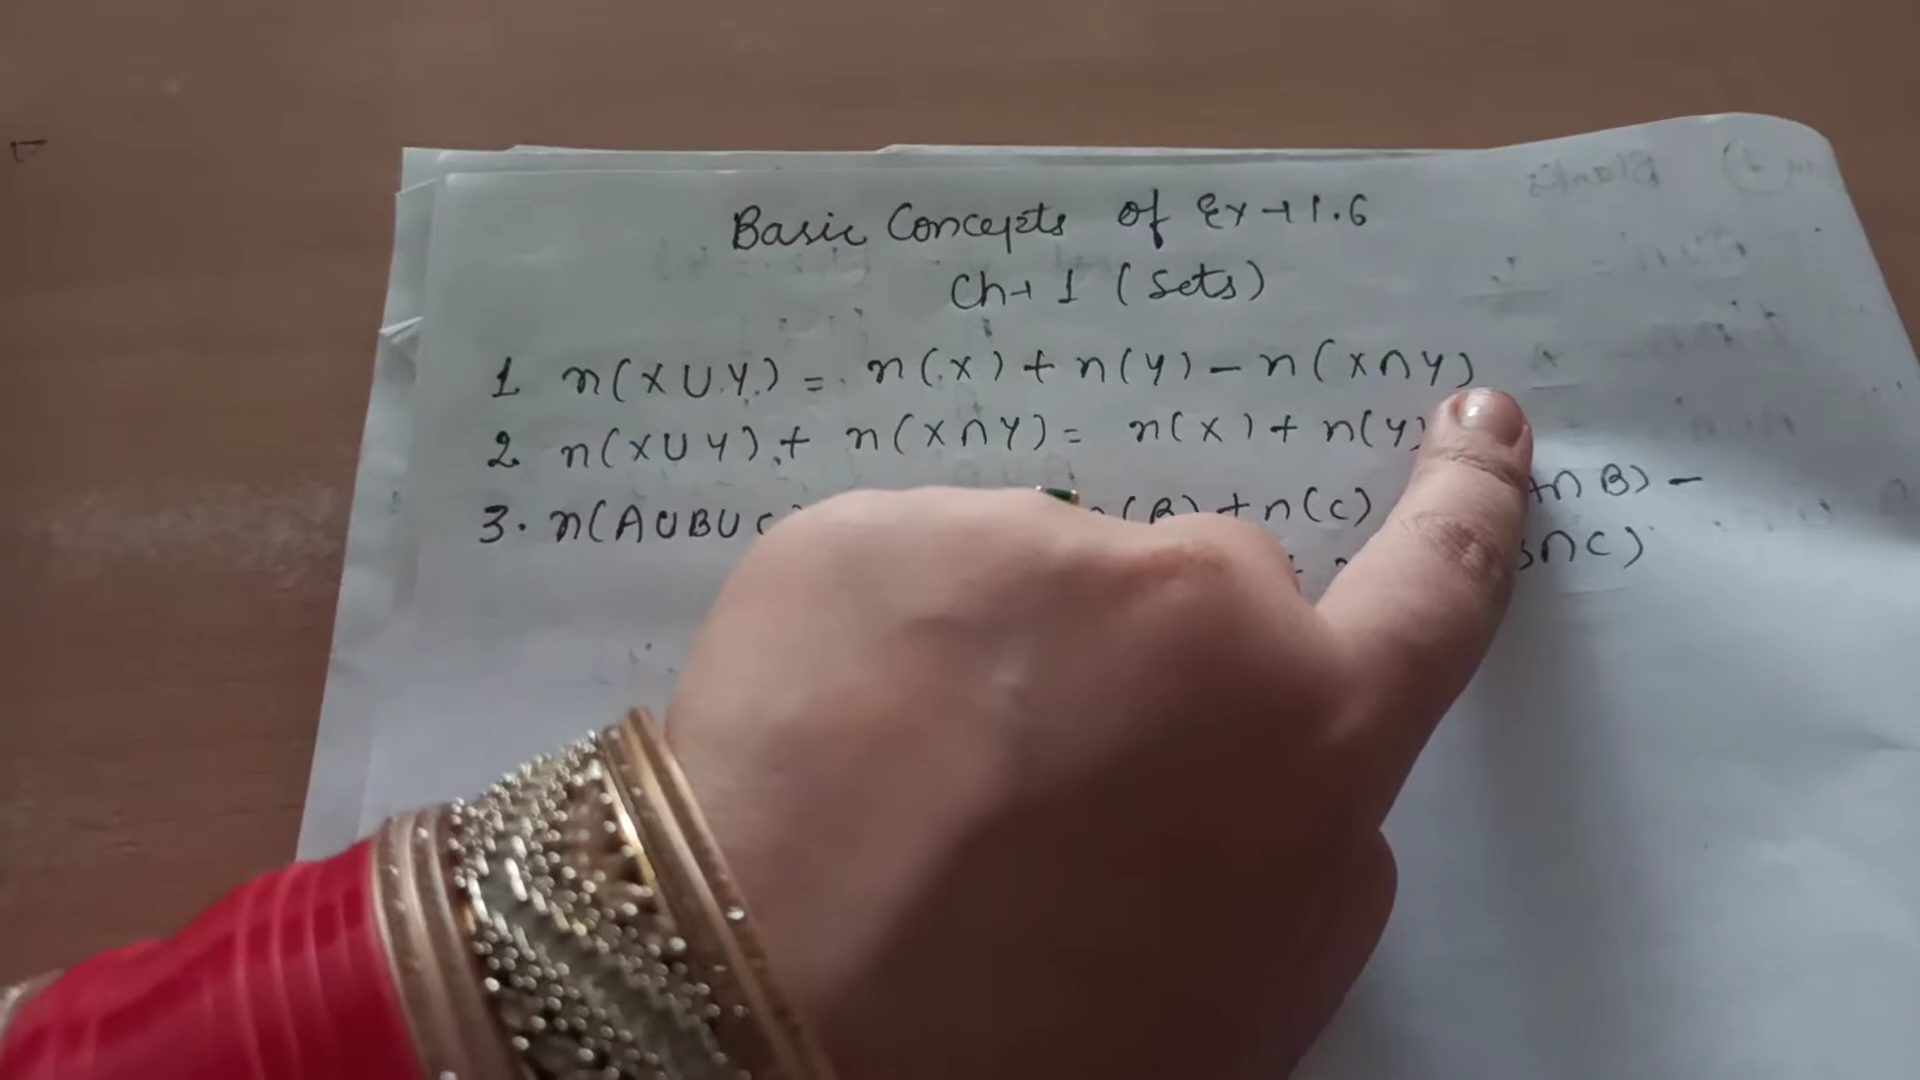 Basic Concepts of Ex → 1.6
Ch → 1 (Sets)
1 n(X∪Y) = n(X) + n(Y) - n(X∩Y)
2 n(X∪Y) + n(X∩Y) = n(X) + n(Y)
3. n(A∪B∪C n(B) + n(C) ∩B) -
∩C)